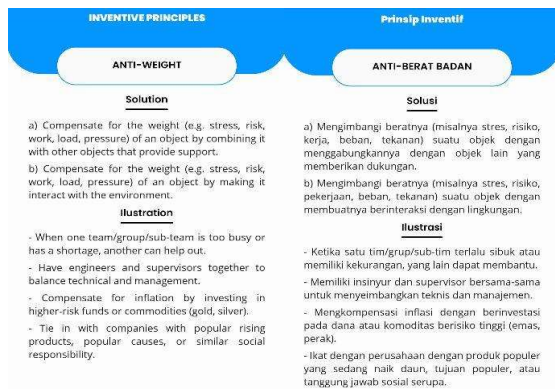 INVENTIVE PRINCIPLES
ANTI-WEIGHT
Solution
a) Compensate for the weight (e.g. stress, risk,
work, load, pressure) of an object by combining it
with other objects that provide support.
b) Compensate for the weight (e.g. stress, risk,
work, load, pressure) of an object by making it
interact with the environment.
Ilustration
- When one team/group/sub-team is too busy or
has a shortage, another can help out.
- Have engineers and supervisors together to
balance technical and management.
- Compensate for inflation by investing in
higher-risk funds or commodities (gold, silver).
- Tie in with companies with popular rising
products, popular causes, or similar social
responsibility.
Prinsip Inventif
ANTI-BERAT BADAN
Solusi
a) Mengimbangi beratnya (misalnya stres, risiko,
kerja, beban, tekanan) suatu objek dengan
menggabungkannya dengan objek lain yang
memberikan dukungan.
b) Mengimbangi beratnya (misalnya stres, risiko,
pekerjaan, beban, tekanan) suatu objek dengan
membuatnya berinteraksi dengan lingkungan.
Ilustrasi
- Ketika satu tim/grup/sub-tim terlalu sibuk atau
memiliki kekurangan, yang lain dapat membantu.
- Memiliki insinyur dan supervisor bersama-sama
untuk menyeimbangkan teknis dan manajemen.
- Mengkompensasi inflasi dengan berinvestasi
pada dana atau komoditas berisiko tinggi (emas,
perak).
- Ikat dengan perusahaan dengan produk populer
yang sedang naik daun, tujuan populer, atau
tanggung jawab sosial serupa.